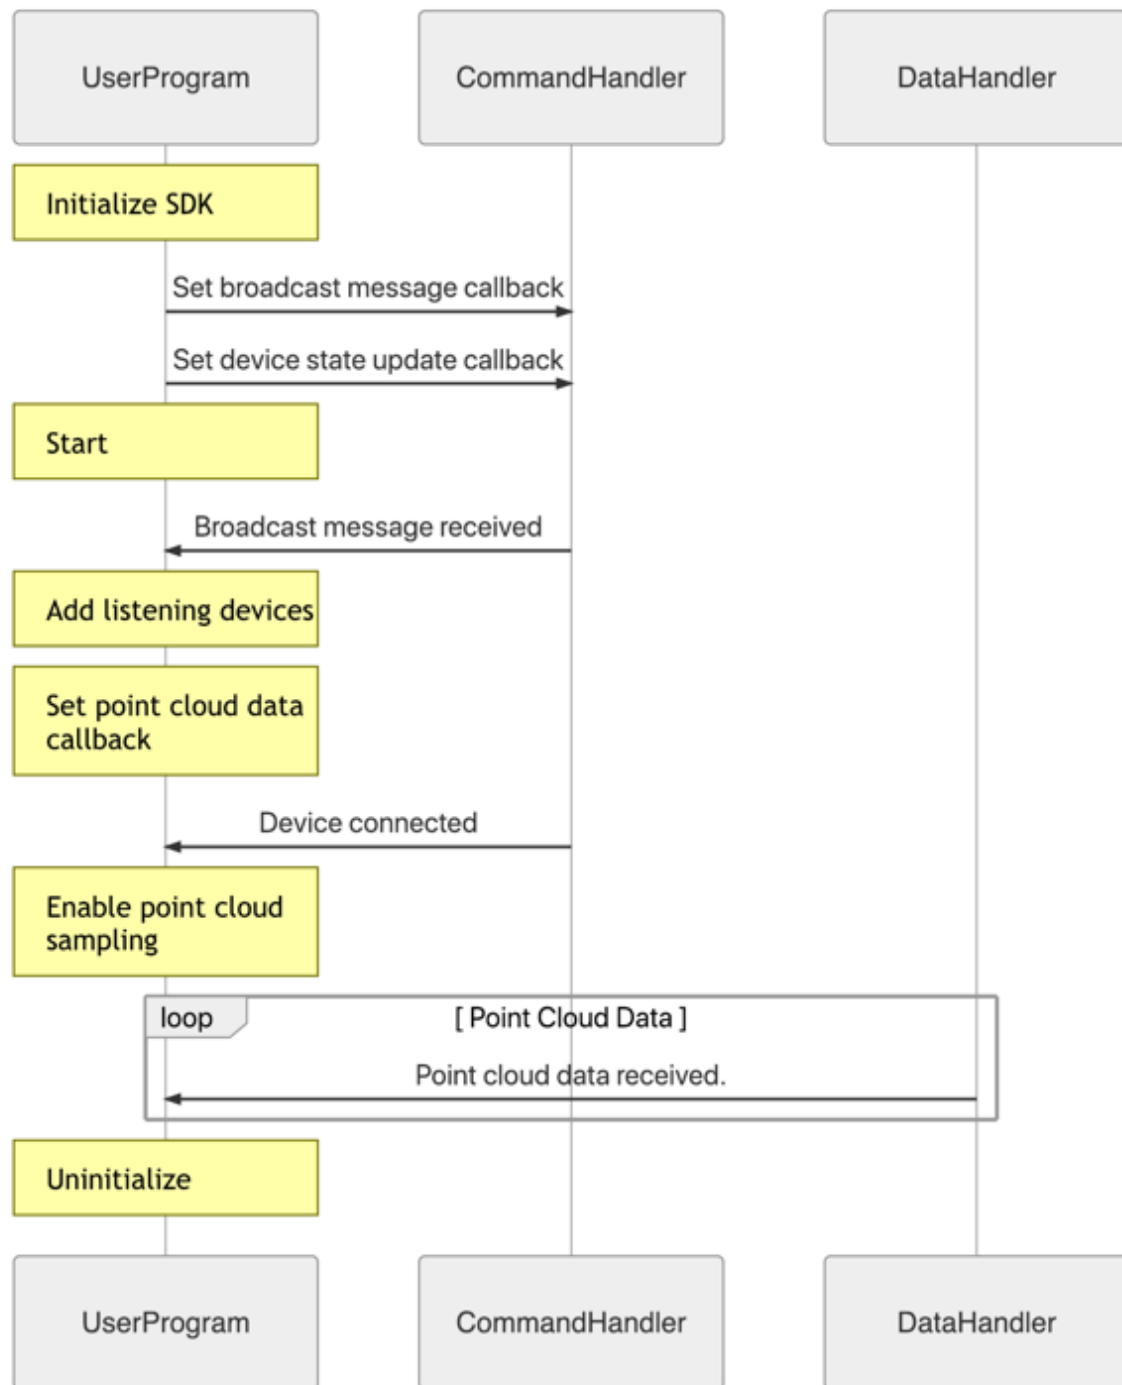 UserProgram
CommandHandler
DataHandler
Initialize SDK
Set broadcast message callback
Set device state update callback
Start
Broadcast message received
Add listening devices
Set point cloud data
callback
Device connected
Enable point cloud
sampling
loop
[ Point Cloud Data ]
Point cloud data received.
Uninitialize
UserProgram
CommandHandler
DataHandler